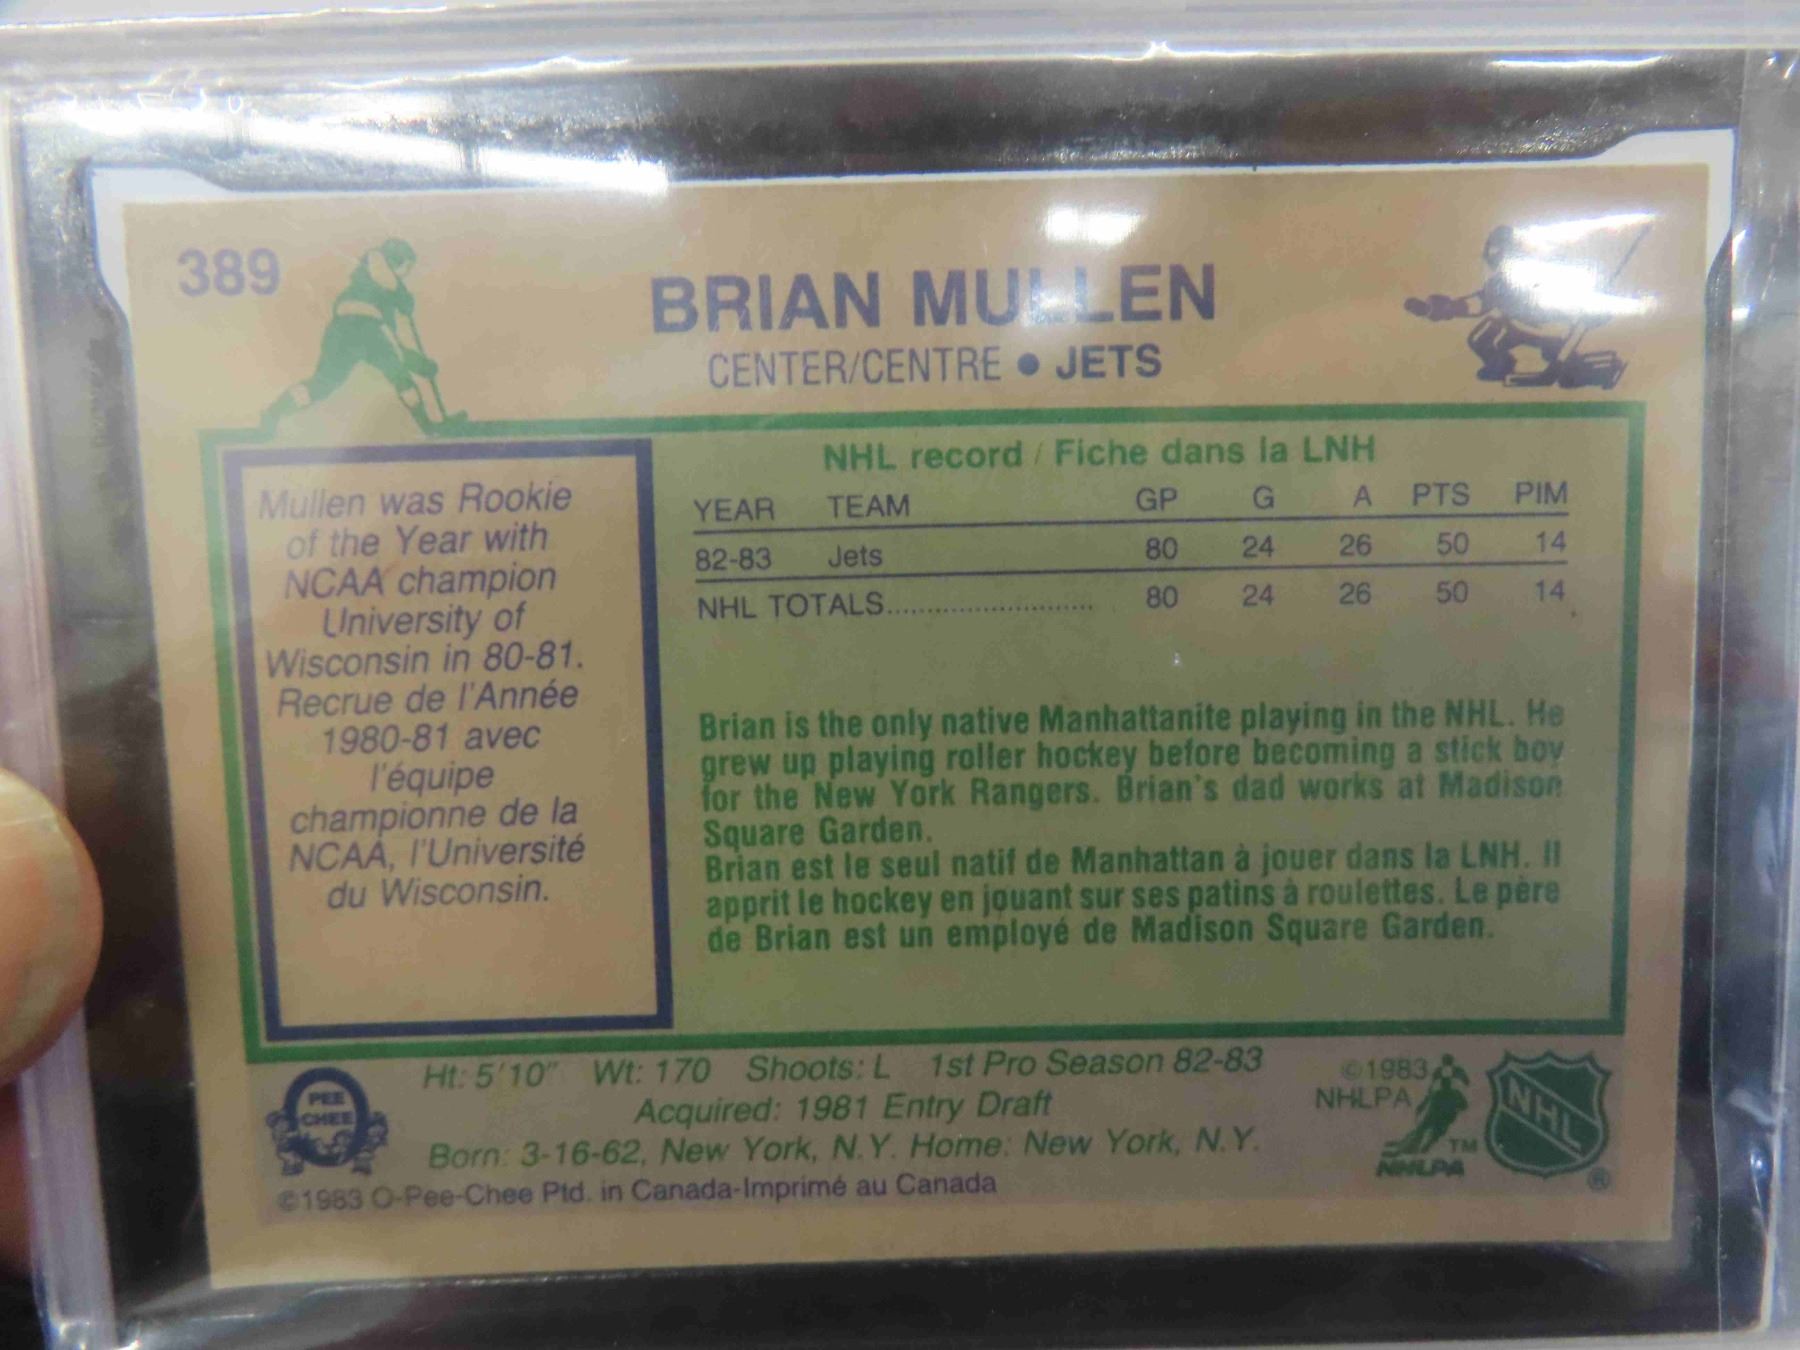 389
BRIAN MULLEN
CENTER/CENTRE • JETS
Mullen was Rookie
of the Year with
NCAA champion
University of
Wisconsin in 80-81.
Recrue de l'Année
1980-81 avec
l'équipe
championne de la
NCAA, l'Université
du Wisconsin.
NHL record / Fiche dans la LNH
YEAR TEAM GP G A PTS PIM
82-83 Jets 80 24 26 50 14
NHL TOTALS.......................... 80 24 26 50 14
Brian is the only native Manhattanite playing in the NHL. He
grew up playing roller hockey before becoming a stick boy
for the New York Rangers. Brian's dad works at Madison
Square Garden.
Brian est le seul natif de Manhattan à jouer dans la LNH. Il
apprit le hockey en jouant sur ses patins à roulettes. Le père
de Brian est un employé de Madison Square Garden.
PEE
CHEE
Ht: 5'10" Wt: 170 Shoots: L 1st Pro Season 82-83
Acquired: 1981 Entry Draft
Born: 3-16-62, New York, N.Y. Home: New York, N.Y.
©1983 O-Pee-Chee Ptd. in Canada-Imprimé au Canada
©1983
NHLPA
TM
NHLPA
NHL
®